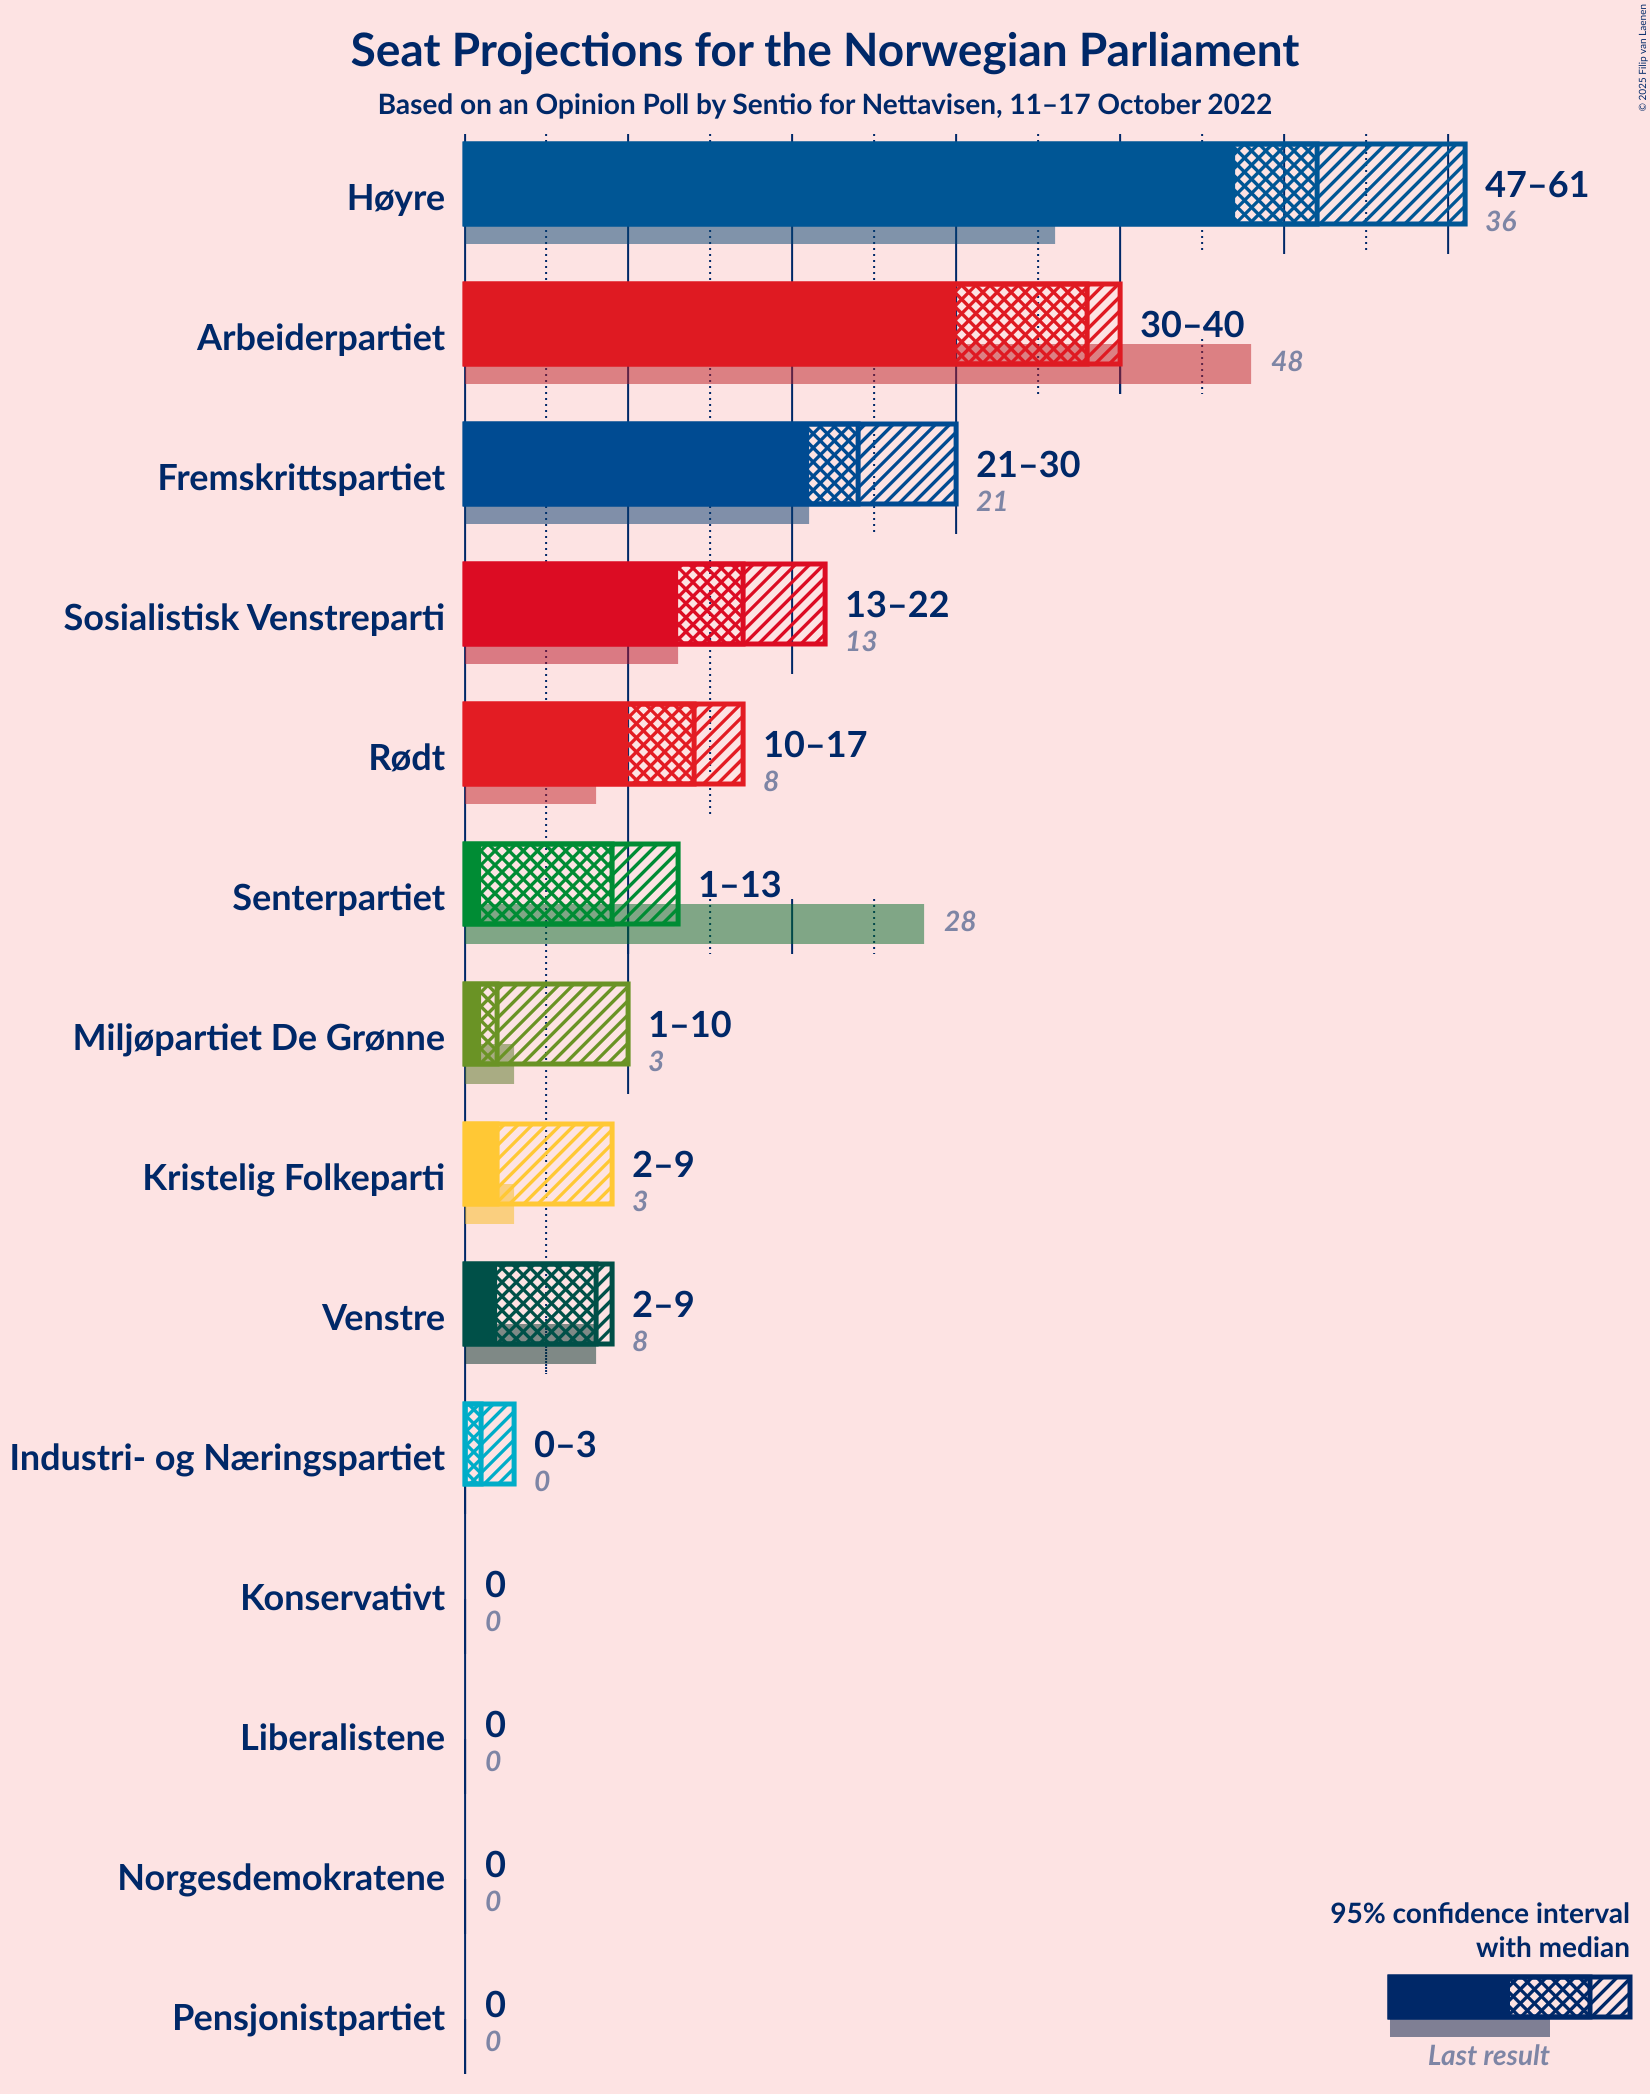 Seat Projections for the Norwegian Parliament
Based on an Opinion Poll by Sentio for Nettavisen, 11–17 October 2022
© 2025 Filip van Laenen
Høyre
47–61
36
Arbeiderpartiet
30–40
48
Fremskrittspartiet
21–30
21
Sosialistisk Venstreparti
13–22
13
Rødt
10–17
8
Senterpartiet
1–13
28
Miljøpartiet De Grønne
1–10
3
Kristelig Folkeparti
2–9
3
Venstre
2–9
8
Industri- og Næringspartiet
0–3
0
Konservativt
0
0
Liberalistene
0
0
Norgesdemokratene
0
0
Pensjonistpartiet
0
0
95% confidence interval
with median
Last result